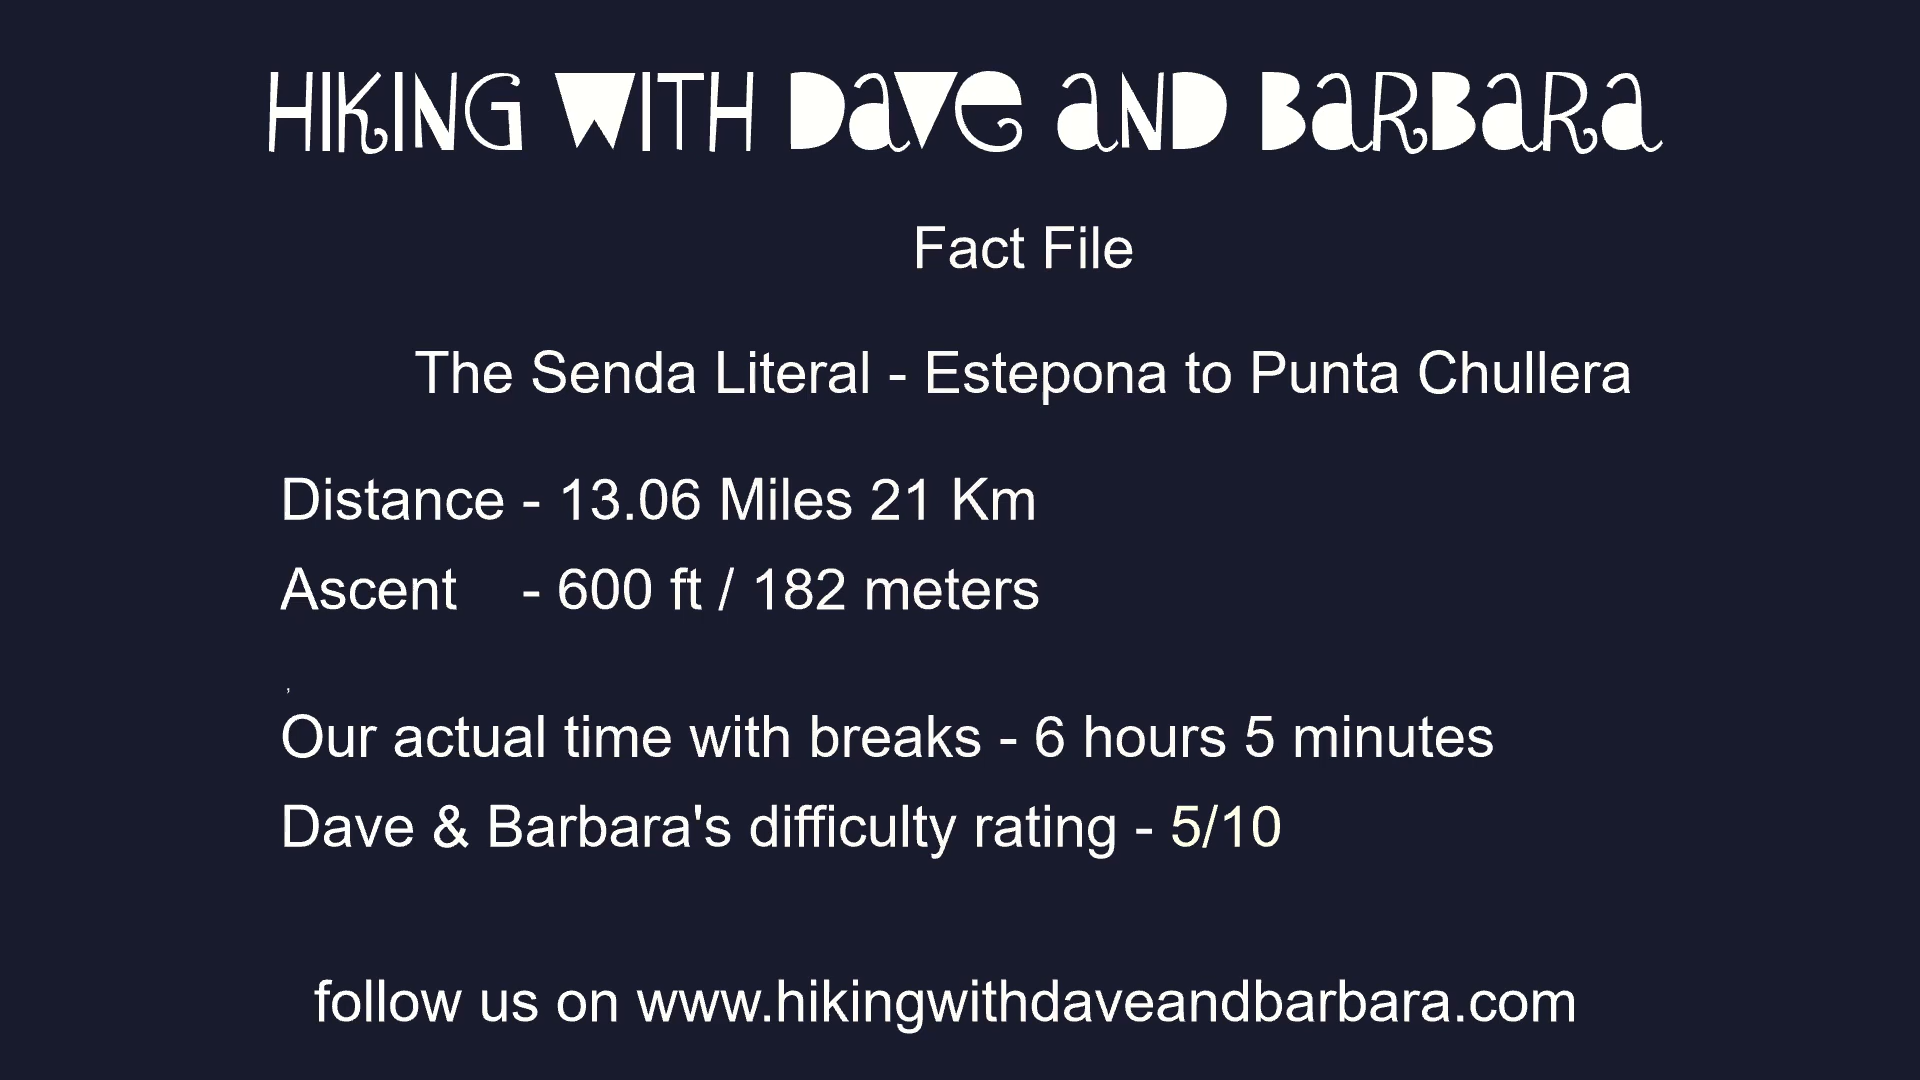 HIKING WITH Dave aND BaRBaRa
Fact File
The Senda Literal - Estepona to Punta Chullera
Distance - 13.06 Miles 21 Km
Ascent - 600 ft / 182 meters
,
Our actual time with breaks - 6 hours 5 minutes
Dave & Barbara's difficulty rating - 5/10
follow us on www.hikingwithdaveandbarbara.com